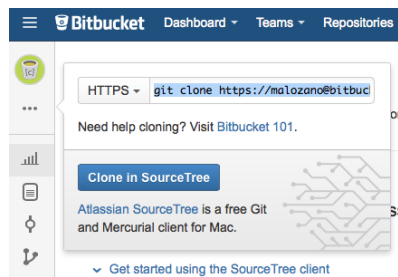 Bitbucket Dashboard Teams Repositories
HTTPS git clone https://malozano@bitbuc
Need help cloning? Visit Bitbucket 101.
Clone in SourceTree
Atlassian SourceTree is a free Git
and Mercurial client for Mac.
Get started using the SourceTree client